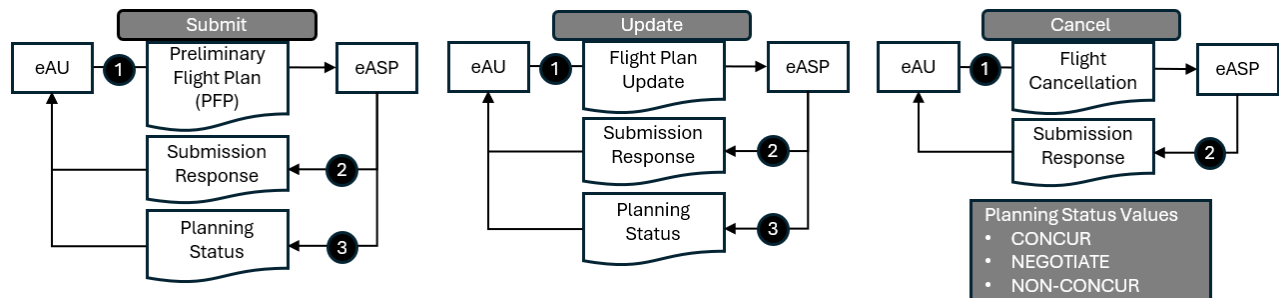 Submit
eAU
1
Preliminary
Flight Plan
(PFP)
eASP
Submission
Response
2
Planning
Status
3
Update
eAU
1
Flight Plan
Update
eASP
Submission
Response
2
Planning
Status
3
Cancel
eAU
1
Flight
Cancellation
eASP
Submission
Response
2
Planning Status Values
• CONCUR
• NEGOTIATE
• NON-CONCUR